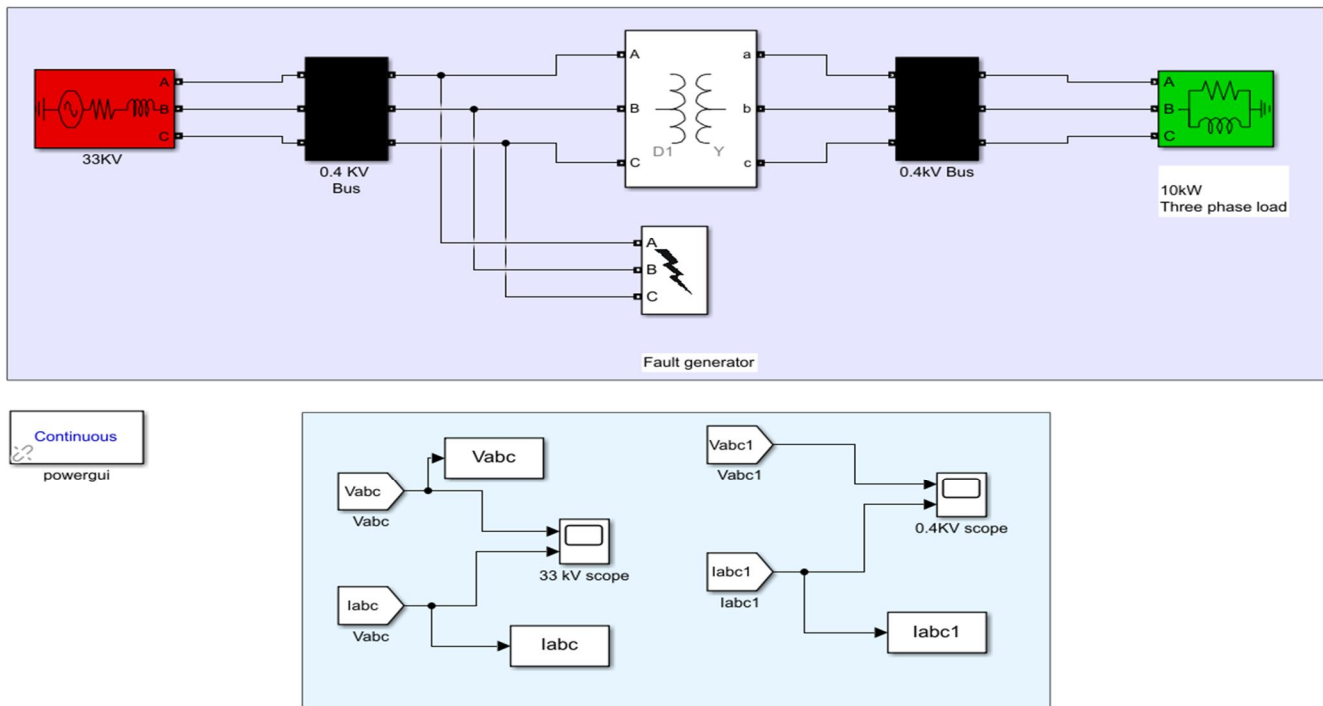 A
B
C
33KV
0.4 KV
Bus
A
B
C
D1
Y
a
b
c
0.4kV Bus
A
B
C
10kW
Three phase load
A
B
C
Fault generator
Continuous
powergui
Vabc
Vabc
Vabc
33 kV scope
Iabc
Vabc
Iabc
Vabc1
Vabc1
0.4KV scope
Iabc1
Iabc1
Iabc1